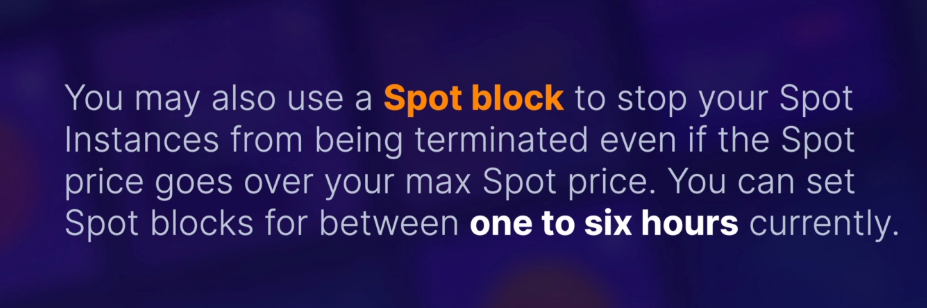 You may also use a Spot block to stop your Spot
Instances from being terminated even if the Spot
price goes over your max Spot price. You can set
Spot blocks for between one to six hours currently.